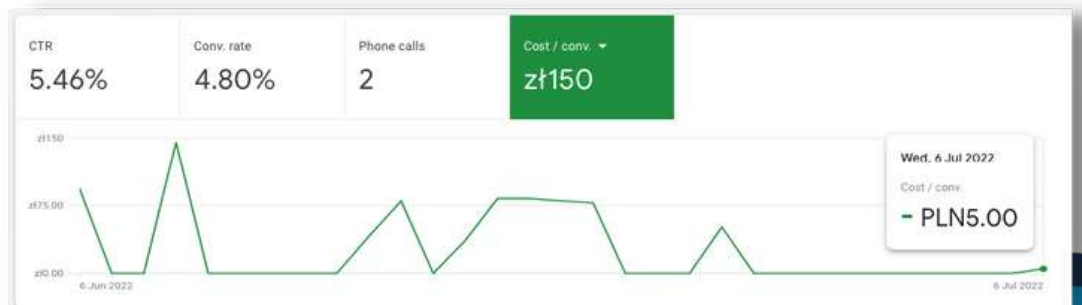 CTR
5.46%
Conv. rate
4.80%
Phone calls
2
Cost / conv.
zł150
zł150
zł75.00
zł0.00
6 Jun 2022
6 Jul 2022
Wed, 6 Jul 2022
Cost / conv.
PLN5.00